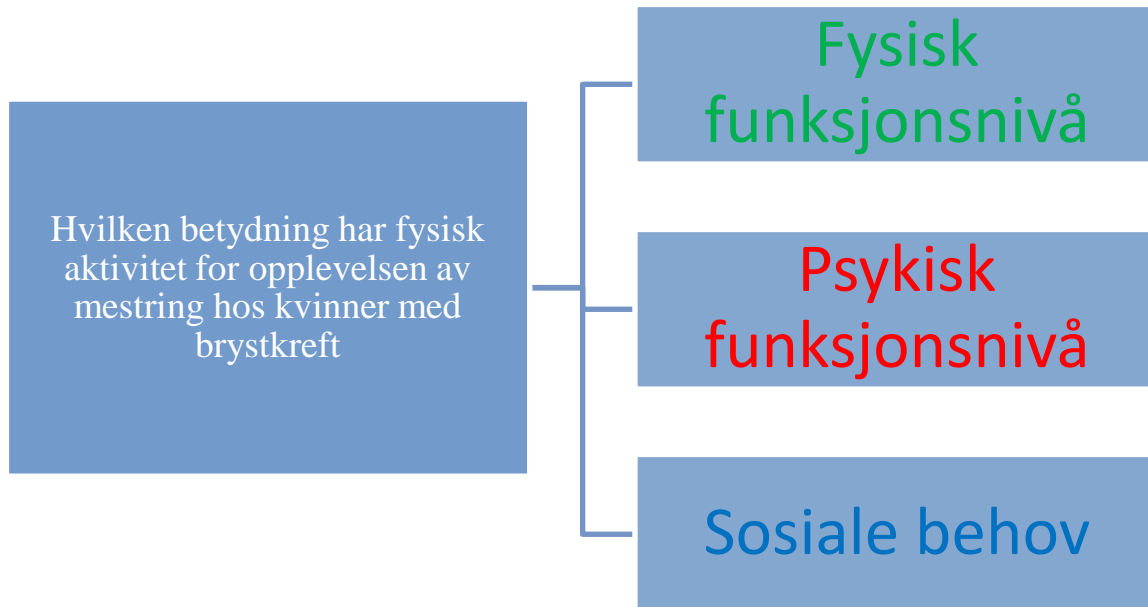 Hvilken betydning har fysisk
aktivitet for opplevelsen av
mestring hos kvinner med
brystkreft
Fysisk
funksjonsnivå
Psykisk
funksjonsnivå
Sosiale behov